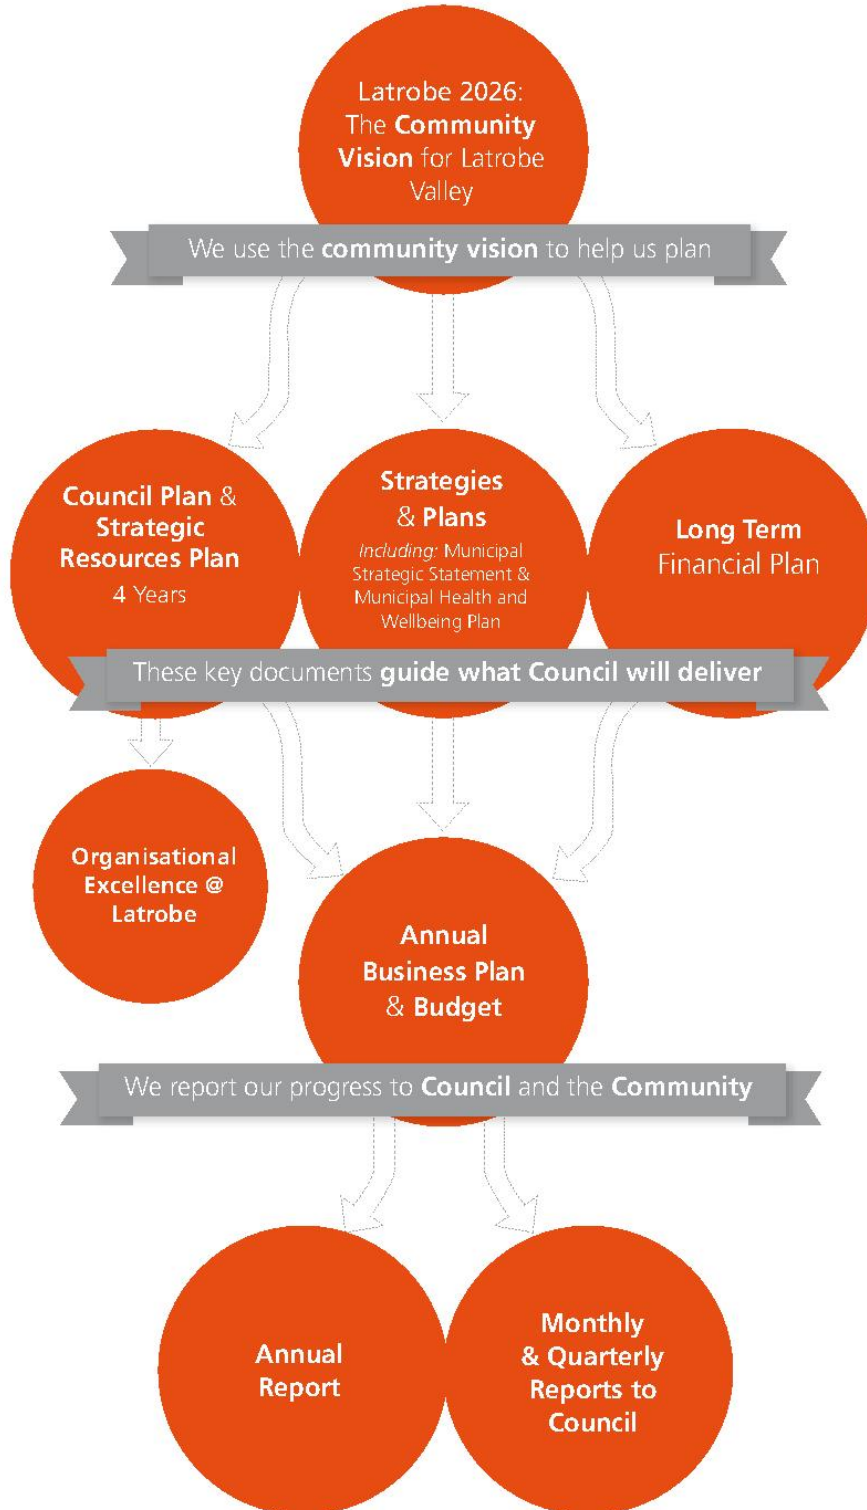 Latrobe 2026:
The Community
Vision for Latrobe
Valley
We use the community vision to help us plan
Council Plan &
Strategic
Resources Plan
4 Years
Strategies
& Plans
Including: Municipal
Strategic Statement &
Municipal Health and
Wellbeing Plan
Long Term
Financial Plan
These key documents guide what Council will deliver
Organisational
Excellence @
Latrobe
Annual
Business Plan
& Budget
We report our progress to Council and the Community
Annual
Report
Monthly
& Quarterly
Reports to
Council